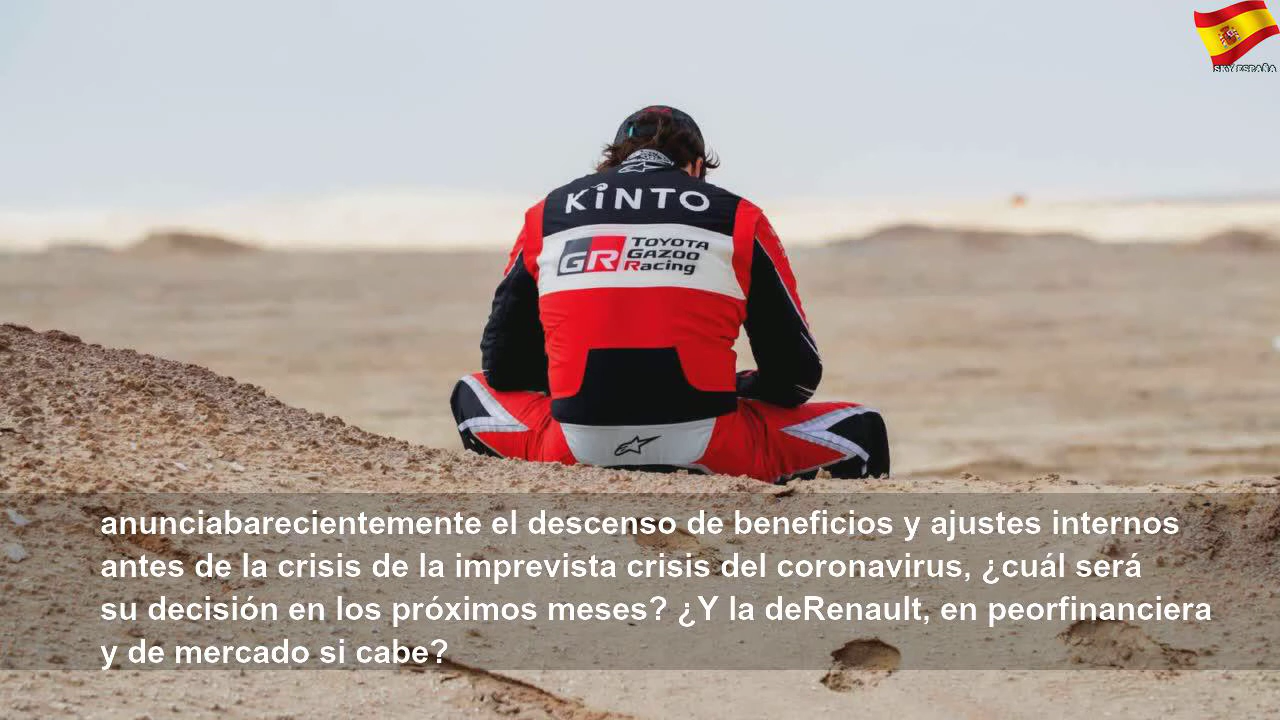 SKY ESPAÑA
KINTO
GR TOYOTA
GAZOO
Racing
anunciabarecientemente el descenso de beneficios y ajustes internos
antes de la crisis de la imprevista crisis del coronavirus, ¿cuál será
su decisión en los próximos meses? ¿Y la deRenault, en peorfinanciera
y de mercado si cabe?